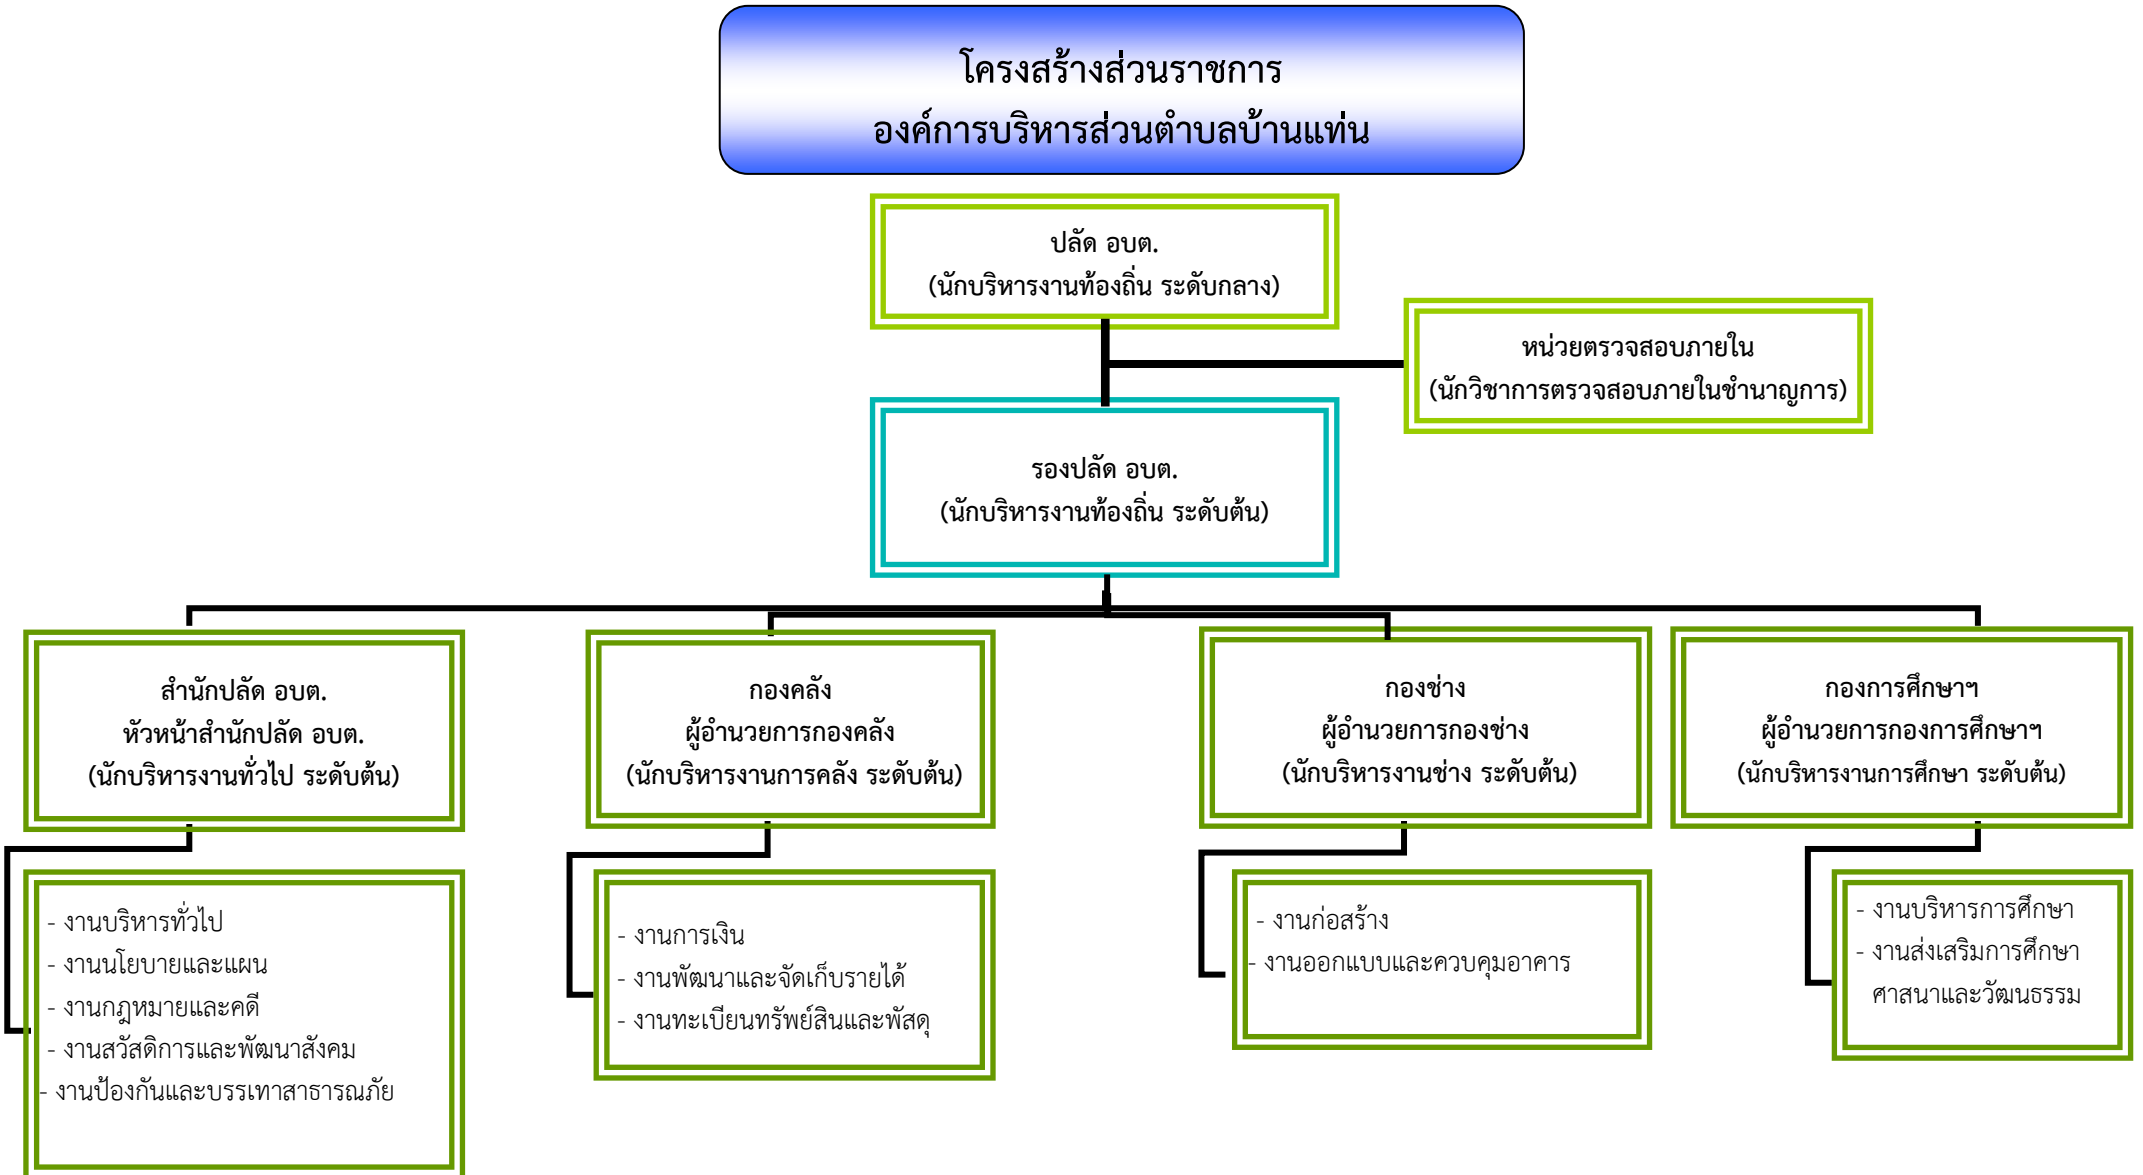 โครงสร้างส่วนราชการ
องค์การบริหารส่วนตำบลบ้านแท่น
ปลัด อบต.
(นักบริหารงานท้องถิ่น ระดับกลาง)
หน่วยตรวจสอบภายใน
(นักวิชาการตรวจสอบภายในชำนาญการ)
รองปลัด อบต.
(นักบริหารงานท้องถิ่น ระดับต้น)
สำนักปลัด อบต.
หัวหน้าสำนักปลัด อบต.
(นักบริหารงานทั่วไป ระดับต้น)
กองคลัง
ผู้อำนวยการกองคลัง
(นักบริหารงานการคลัง ระดับต้น)
กองช่าง
ผู้อำนวยการกองช่าง
(นักบริหารงานช่าง ระดับต้น)
กองการศึกษาฯ
ผู้อำนวยการกองการศึกษาฯ
(นักบริหารงานการศึกษา ระดับต้น)
- งานบริหารทั่วไป
- งานนโยบายและแผน
- งานกฎหมายและคดี
- งานสวัสดิการและพัฒนาสังคม
- งานป้องกันและบรรเทาสาธารณภัย
- งานการเงิน
- งานพัฒนาและจัดเก็บรายได้
- งานทะเบียนทรัพย์สินและพัสดุ
- งานก่อสร้าง
- งานออกแบบและควบคุมอาคาร
- งานบริหารการศึกษา
- งานส่งเสริมการศึกษา
ศาสนาและวัฒนธรรม